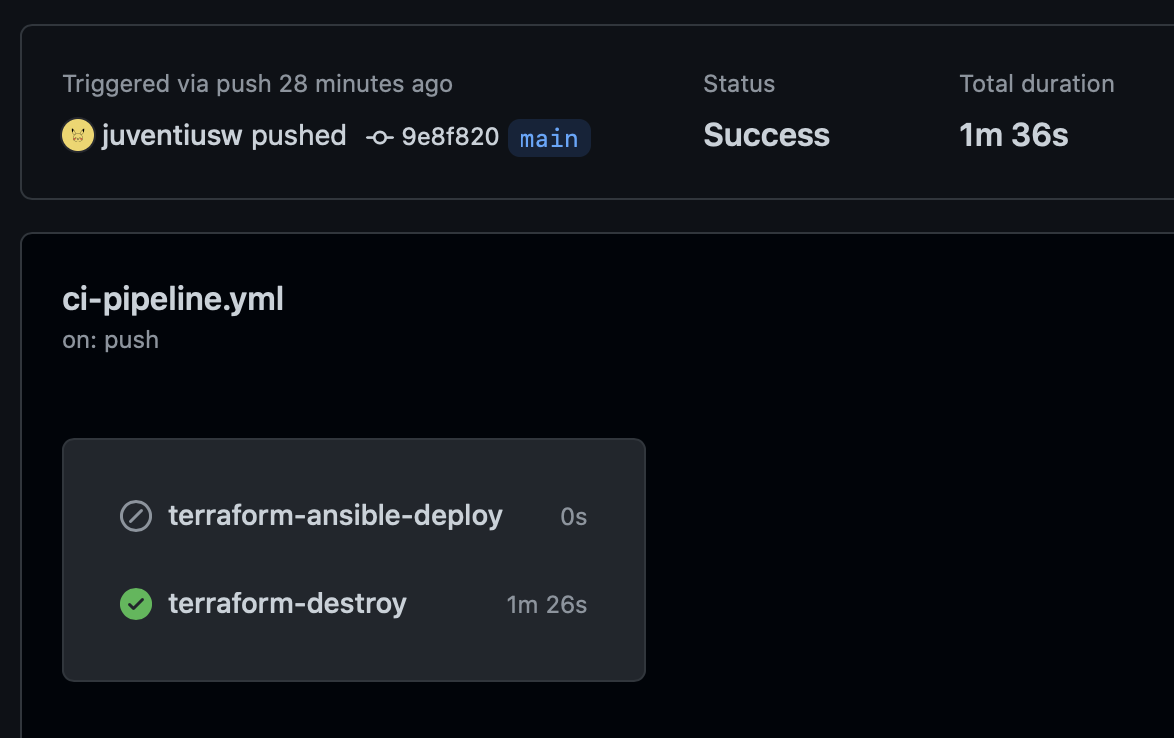 Triggered via push 28 minutes ago
juventiusw pushed 9e8f820 main
Status
Success
Total duration
1m 36s
ci-pipeline.yml
on: push
terraform-ansible-deploy 0s
terraform-destroy 1m 26s